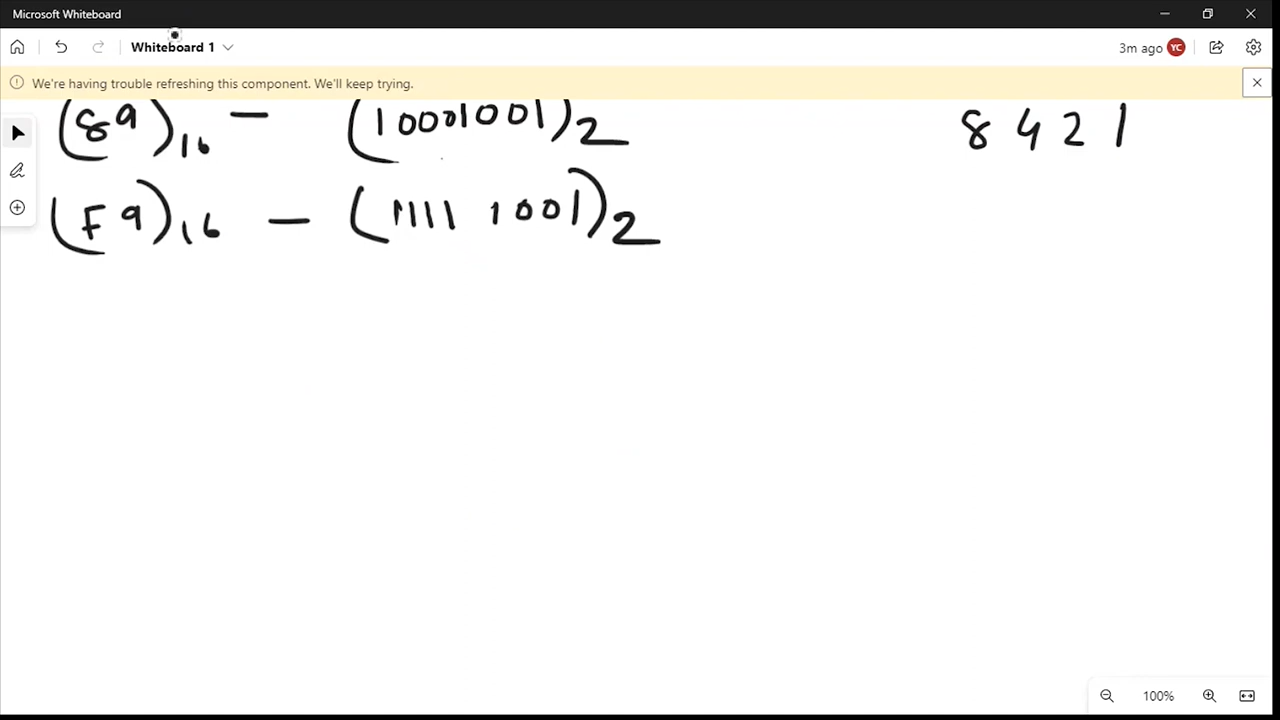 Microsoft Whiteboard
Whiteboard 1
3m ago YC
We're having trouble refreshing this component. We'll keep trying.
(89)₁₆ — (10001001)₂ 8 4 2 1
(F9)₁₆ — (1111 1001)₂
100%